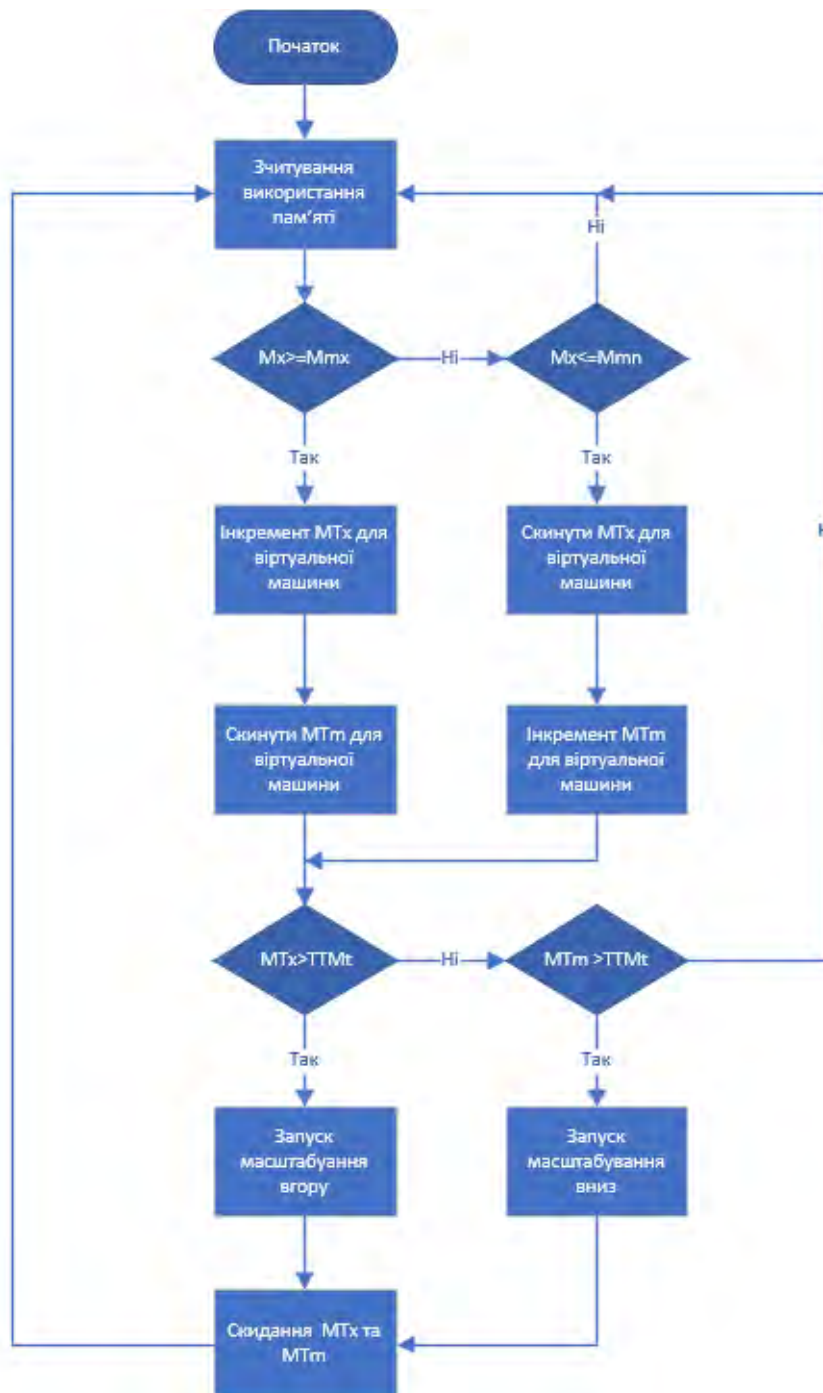 Початок
Зчитування
використання
пам'яті
Ні
Mx>=Mmx
Ні
Mx<=Mmn
Так
Так
Інкремент MTx для
віртуальної
машини
Скинути MTx для
віртуальної
машини
Скинути MTm для
віртуальної
машини
Інкремент MTm
для віртуальної
машини
MTx>TTMt
Ні
MTm >TTMt
Так
Так
Запуск
масштабуання
вгору
Запуск
масштабування
вниз
Скидання MTx та
MTm